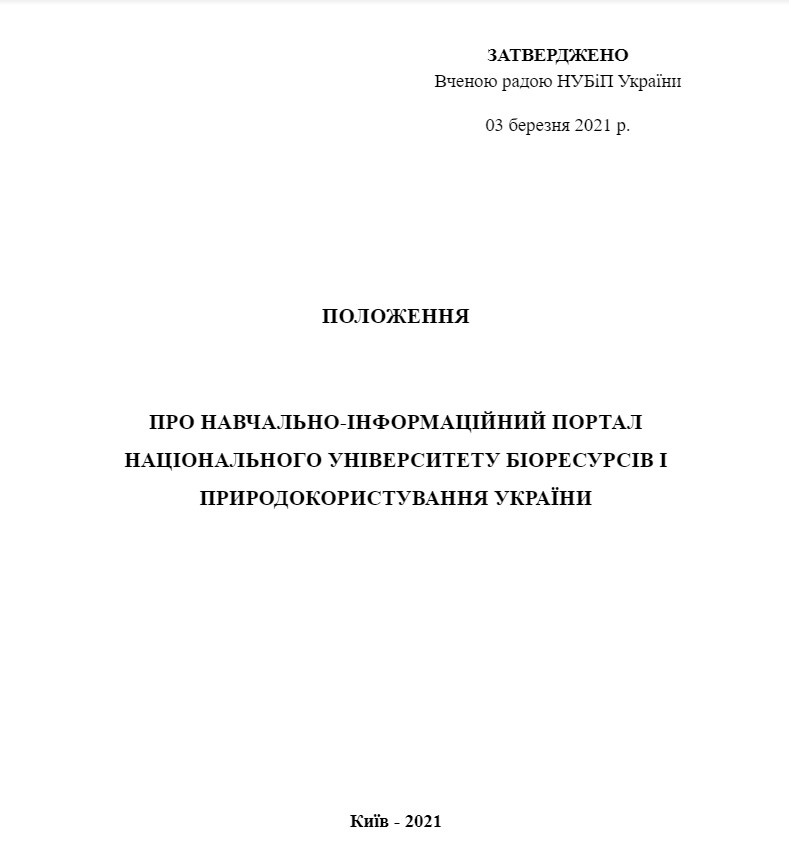 ЗАТВЕРДЖЕНО
Вченою радою НУБіП України
03 березня 2021 р.
ПОЛОЖЕННЯ
ПРО НАВЧАЛЬНО-ІНФОРМАЦІЙНИЙ ПОРТАЛ
НАЦІОНАЛЬНОГО УНІВЕРСИТЕТУ БІОРЕСУРСІВ І
ПРИРОДОКОРИСТУВАННЯ УКРАЇНИ
Київ - 2021